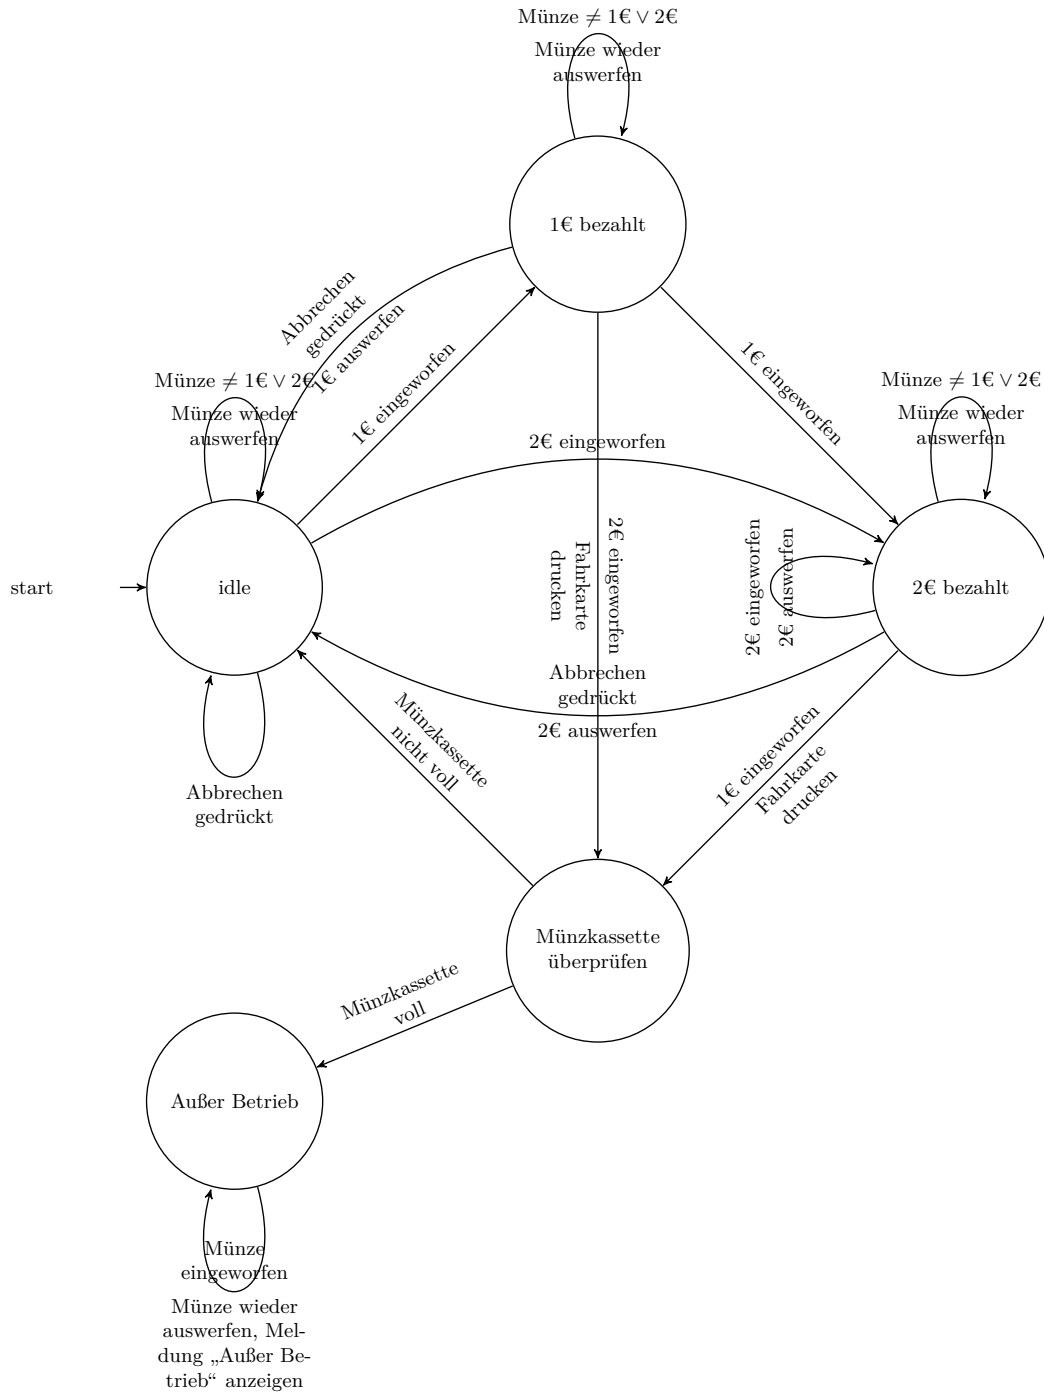 Münze ≠ 1€ ∨ 2€
Münze wieder
auswerfen
1€ bezahlt
Abbrechen
gedrückt
1€ auswerfen
1€ eingeworfen
1€ eingeworfen
Münze ≠ 1€ ∨ 2€
Münze wieder
auswerfen
Münze ≠ 1€ ∨ 2€
Münze wieder
auswerfen
2€ eingeworfen
start
idle
2€ eingeworfen
Fahrkarte
drucken
2€ eingeworfen
2€ auswerfen
2€ bezahlt
Abbrechen
gedrückt
2€ auswerfen
Münzkassette
nicht voll
1€ eingeworfen
Fahrkarte
drucken
Abbrechen
gedrückt
Münzkassette
überprüfen
Münzkassette
voll
Außer Betrieb
Münze
eingeworfen
Münze wieder
auswerfen, Mel-
dung „Außer Be-
trieb“ anzeigen